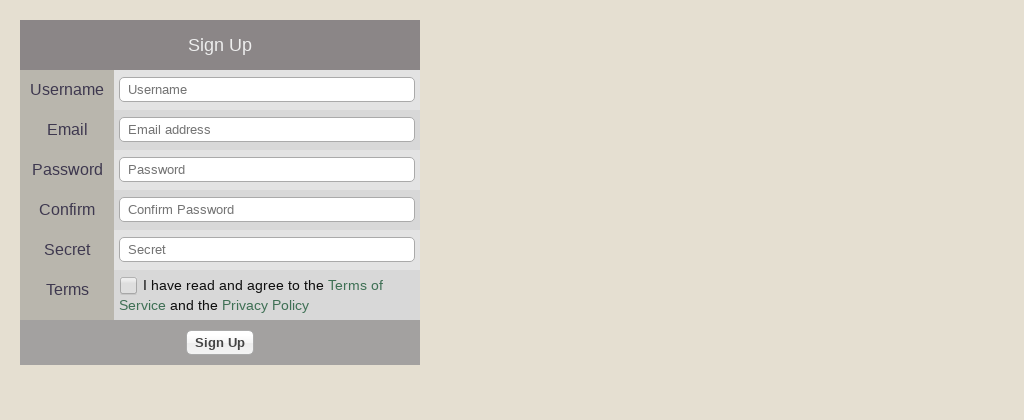 Sign Up
Username Username
Email Email address
Password Password
Confirm Confirm Password
Secret Secret
Terms I have read and agree to the Terms of
Service and the Privacy Policy
Sign Up